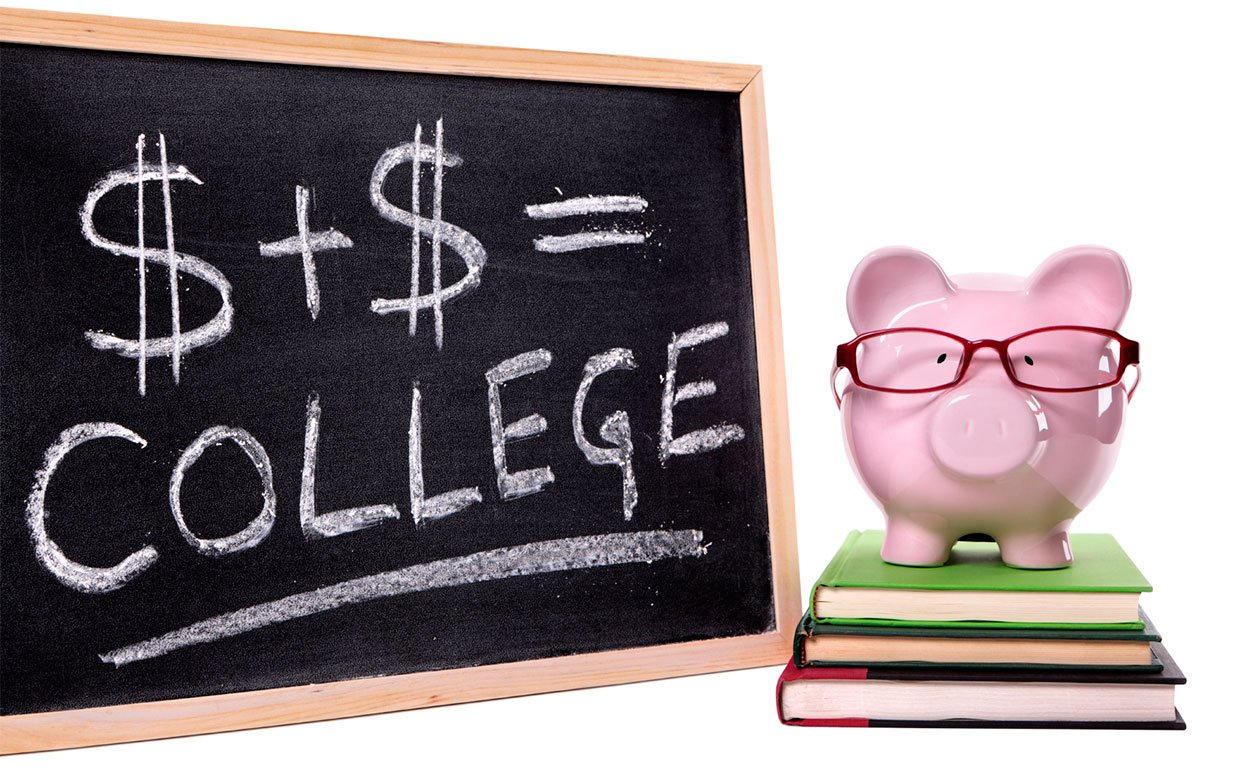 $ + $ =
COLLEGE